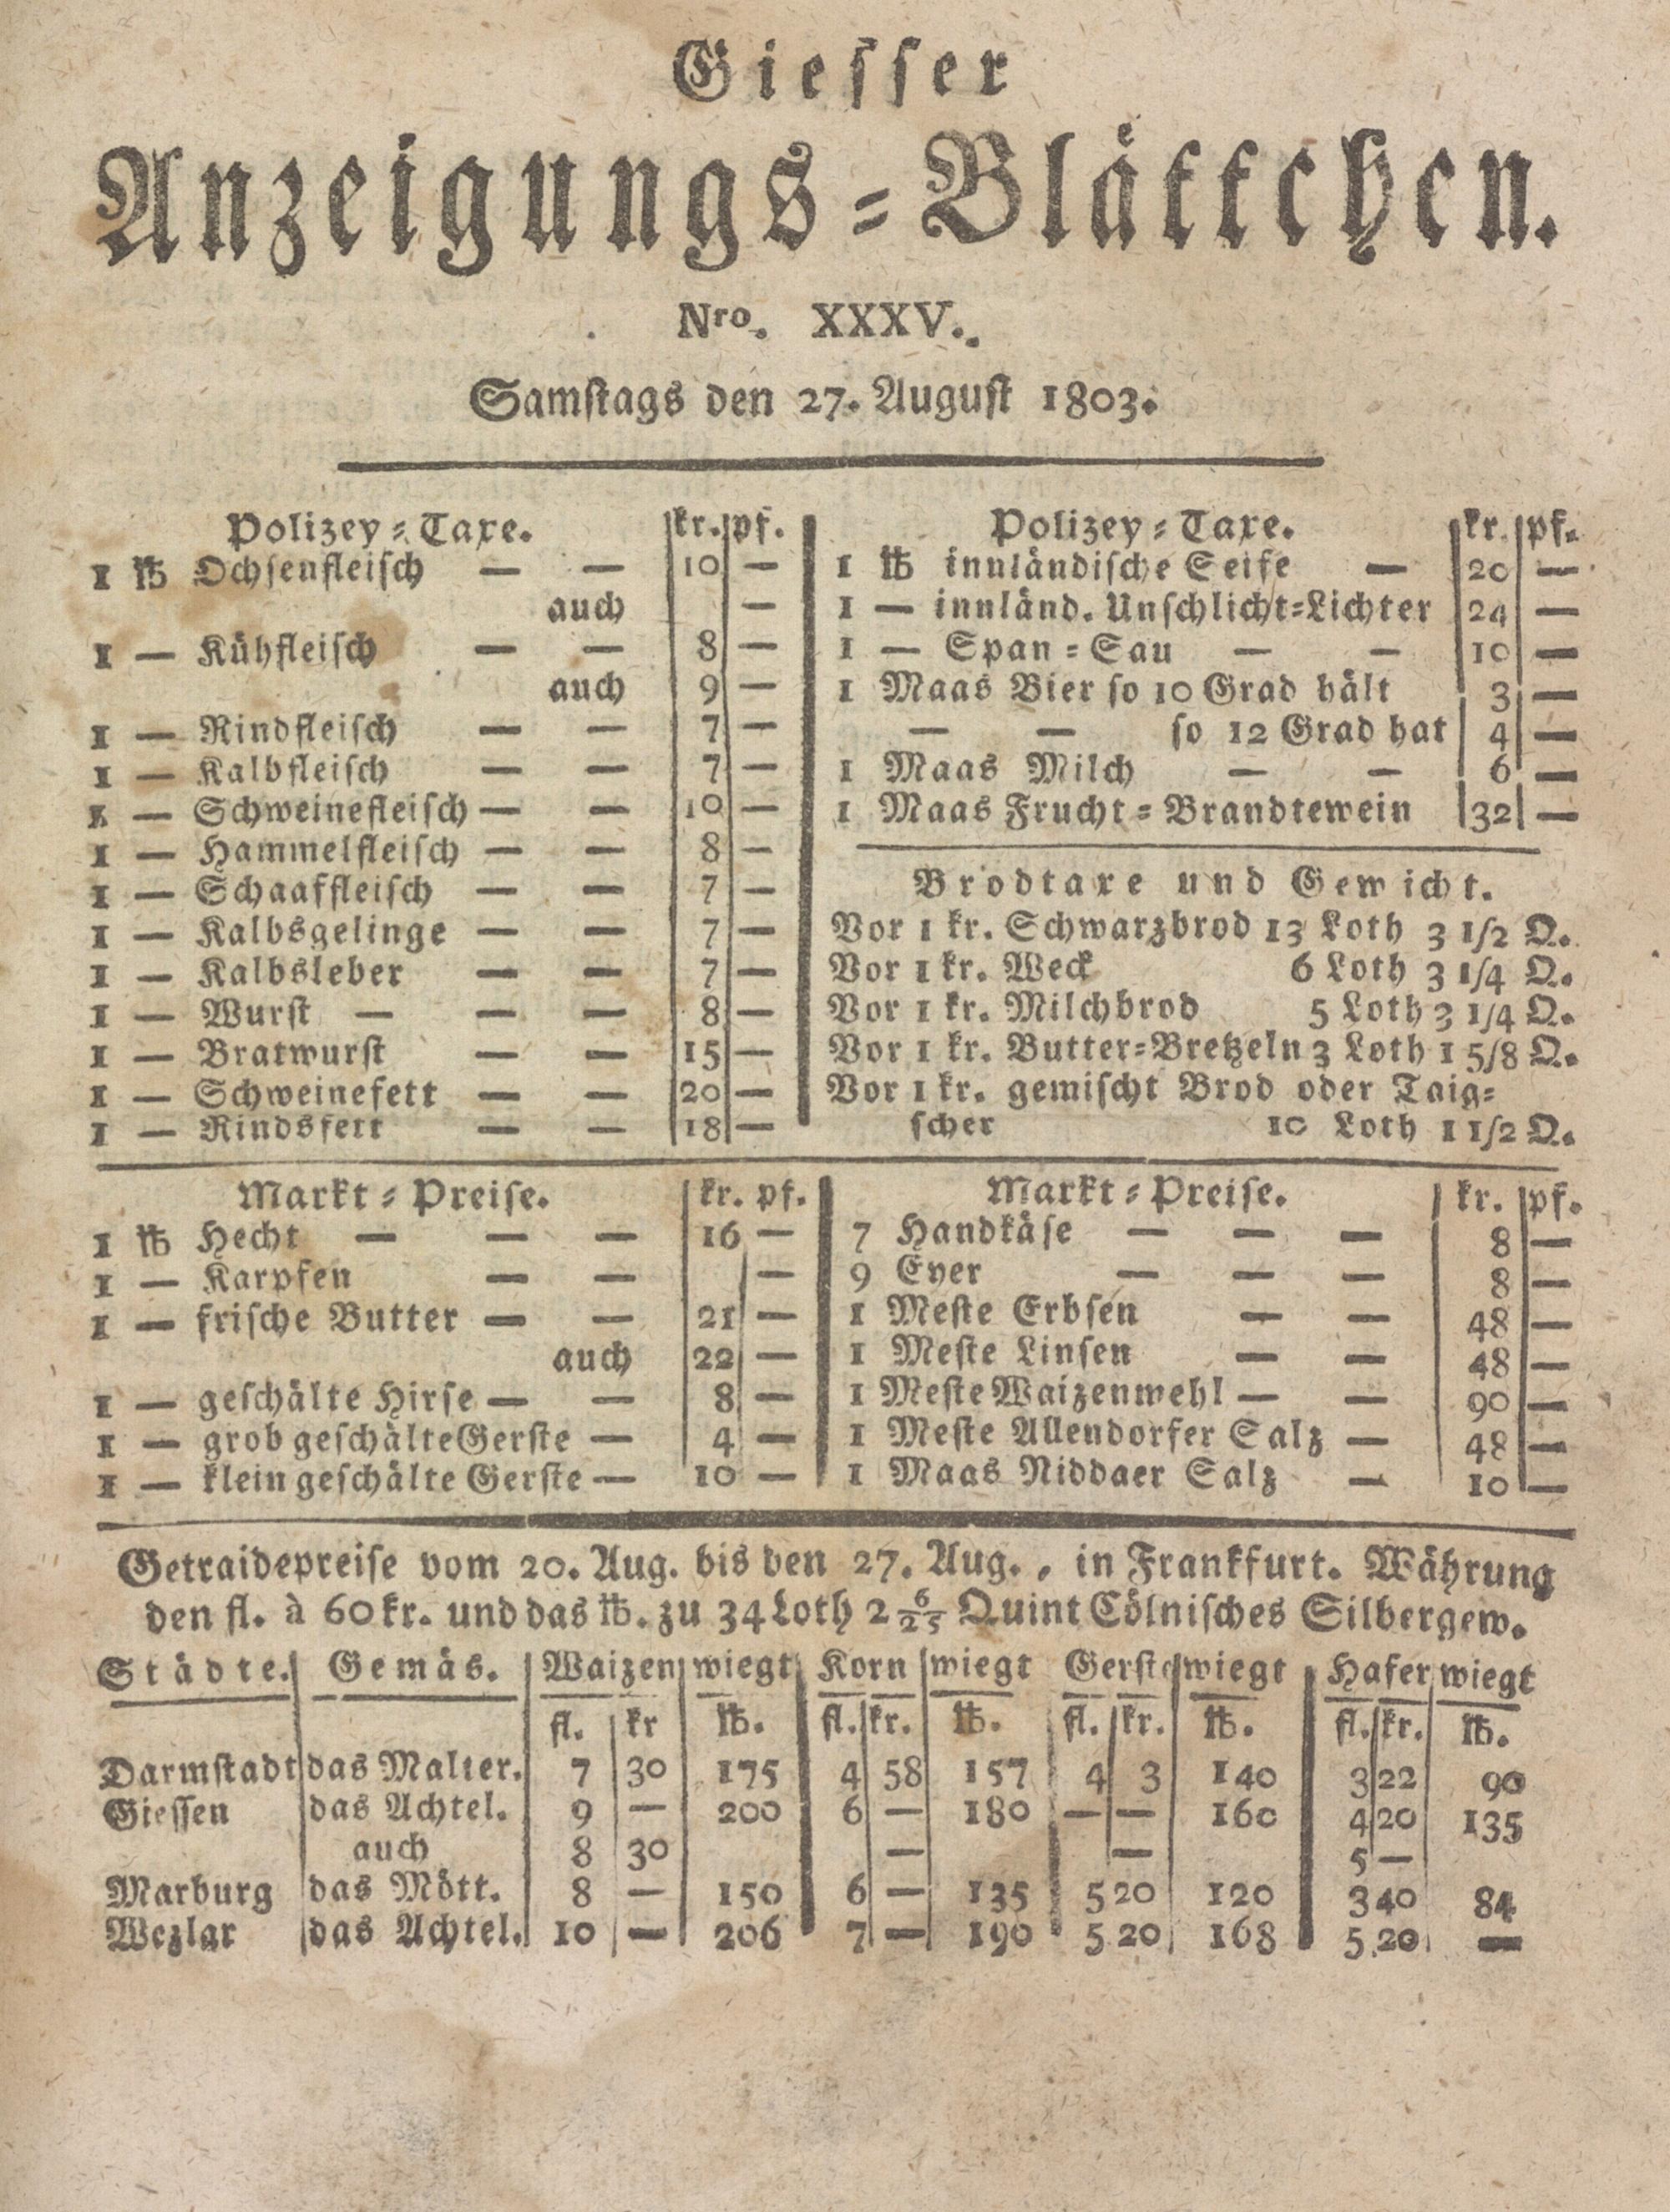 Giesser
Anzeigungs-Blättchen.
Nro. XXXV.
Samstags den 27. August 1803.
Polizey-Taxe. kr. pf.
1 ℔ Ochsenfleisch — — 10 —
auch —
1 — Kühfleisch — — 8 —
auch 9 —
1 — Rindfleisch — — 7 —
1 — Kalbfleisch — — 7 —
1 — Schweinefleisch — — 10 —
1 — Hammelfleisch — — 8 —
1 — Schaaffleisch — — 7 —
1 — Kalbsgelinge — — 7 —
1 — Kalbsleber — — 7 —
1 — Wurst — — — 8 —
1 — Bratwurst — — 15 —
1 — Schweinefett — — 20 —
1 — Rindsfett — — 18 —
Polizey-Taxe. kr. pf.
1 ℔ innländische Seife — 20 —
1 — innländ. Unschlicht-Lichter 24 —
1 — Span-Sau — — 10 —
1 Maas Bier so 10 Grad hält 3 —
— — so 12 Grad hat 4 —
1 Maas Milch — — 6 —
1 Maas Frucht-Brandtewein 32 —
Brodtaxe und Gewicht.
Vor 1 kr. Schwarzbrod 13 Loth 3 1/2 Q.
Vor 1 kr. Weck 6 Loth 3 1/4 Q.
Vor 1 kr. Milchbrod 5 Loth 3 1/4 Q.
Vor 1 kr. Butter-Bretzeln 3 Loth 1 5/8 Q.
Vor 1 kr. gemischt Brod oder Taig-
scher 10 Loth 1 1/2 Q.
Markt-Preise. kr. pf.
1 ℔ Hecht — — — 16 —
1 — Karpfen — — —
1 — frische Butter — — 21 —
auch 22 —
1 — geschälte Hirse — — 8 —
1 — grob geschälte Gerste — 4 —
1 — klein geschälte Gerste — 10 —
Markt-Preise. kr. pf.
7 Handkäse — — — 8 —
9 Eyer — — — 8 —
1 Meste Erbsen — — 48 —
1 Meste Linsen — — 48 —
1 Meste Waizenmehl — — 90 —
1 Meste Allendorfer Salz — 48 —
1 Maas Niddaer Salz — 10 —
Getraidepreise vom 20. Aug. bis den 27. Aug., in Frankfurt. Währung
den fl. à 60 kr. und das ℔. zu 34 Loth 2 6/25 Quint Cölnisches Silbergew.
Städte. Gemäs. Waizen wiegt Korn wiegt Gerste wiegt Hafer wiegt
fl. kr ℔. fl. kr. ℔. fl. kr. ℔. fl. kr. ℔.
Darmstadt das Malter. 7 30 175 4 58 157 4 3 140 3 22 90
Giessen das Achtel. 9 — 200 6 — 180 — — 160 4 20 135
auch 8 30 — — 5 —
Marburg das Mött. 8 — 150 6 — 135 5 20 120 3 40 84
Wezlar das Achtel. 10 — 206 7 — 190 5 20 168 5 20 —